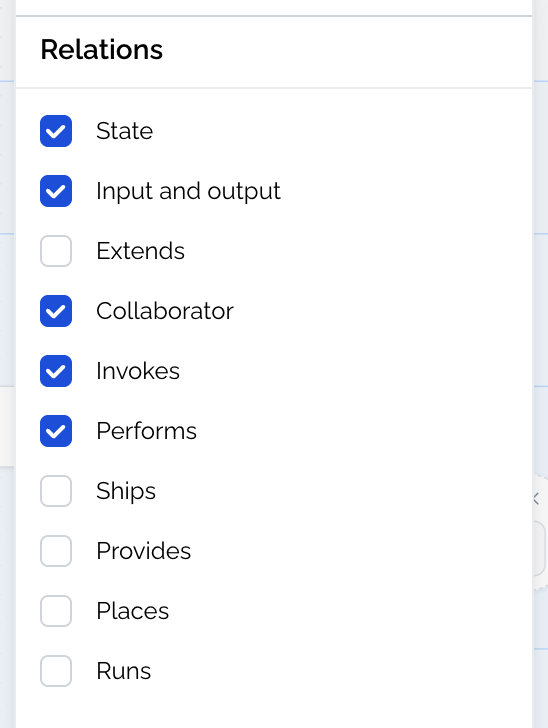 Relations
State
Input and output
Extends
Collaborator
Invokes
Performs
Ships
Provides
Places
Runs